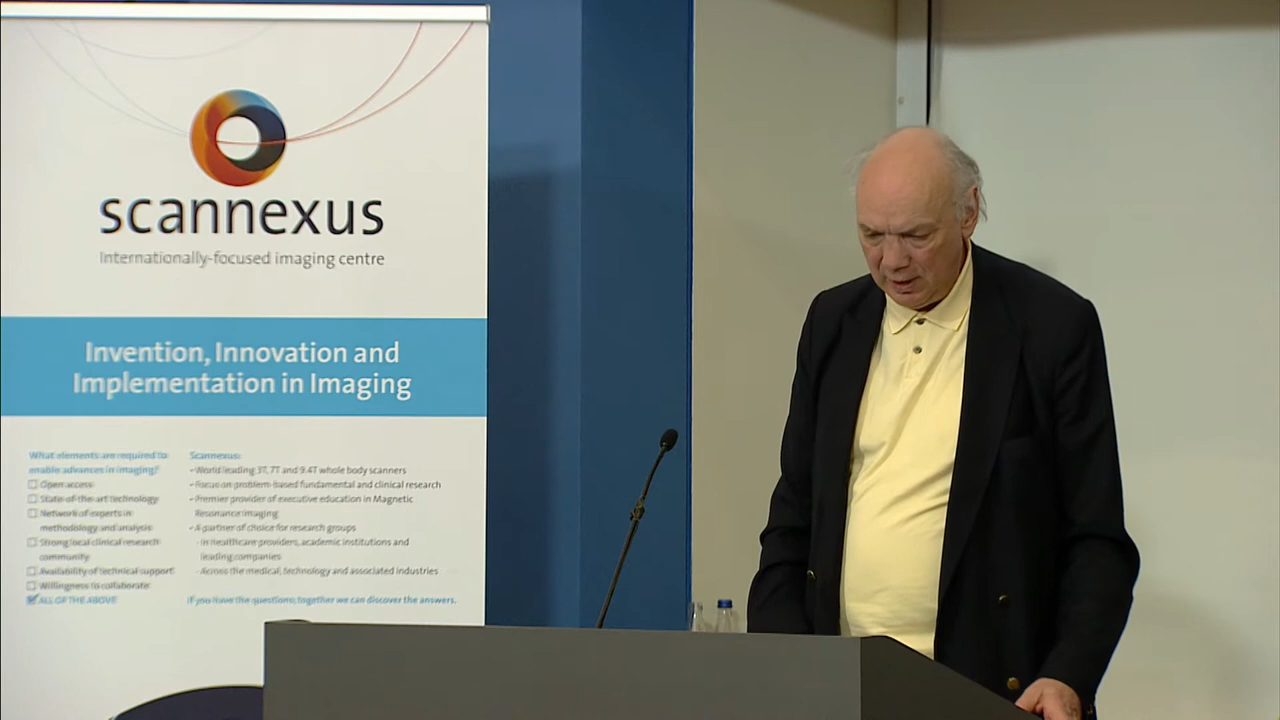 scannexus
Internationally-focused imaging centre
Invention, Innovation and
Implementation in Imaging
What elements are required to
enable advances in imaging?
Open access
State-of-the-art technology
Network of experts in
methodology and analysis
Strong local clinical research
community
Availability of technical support
Willingness to collaborate
ALL OF THE ABOVE
Scannexus:
- World leading 3T, 7T and 9.4T whole body scanners
- Focus on problem-based fundamental and clinical research
- Premier provider of executive education in Magnetic
Resonance imaging
- A partner of choice for research groups
- in healthcare providers, academic institutions and
leading companies
- Across the medical, technology and associated industries
If you have the questions, together we can discover the answers.